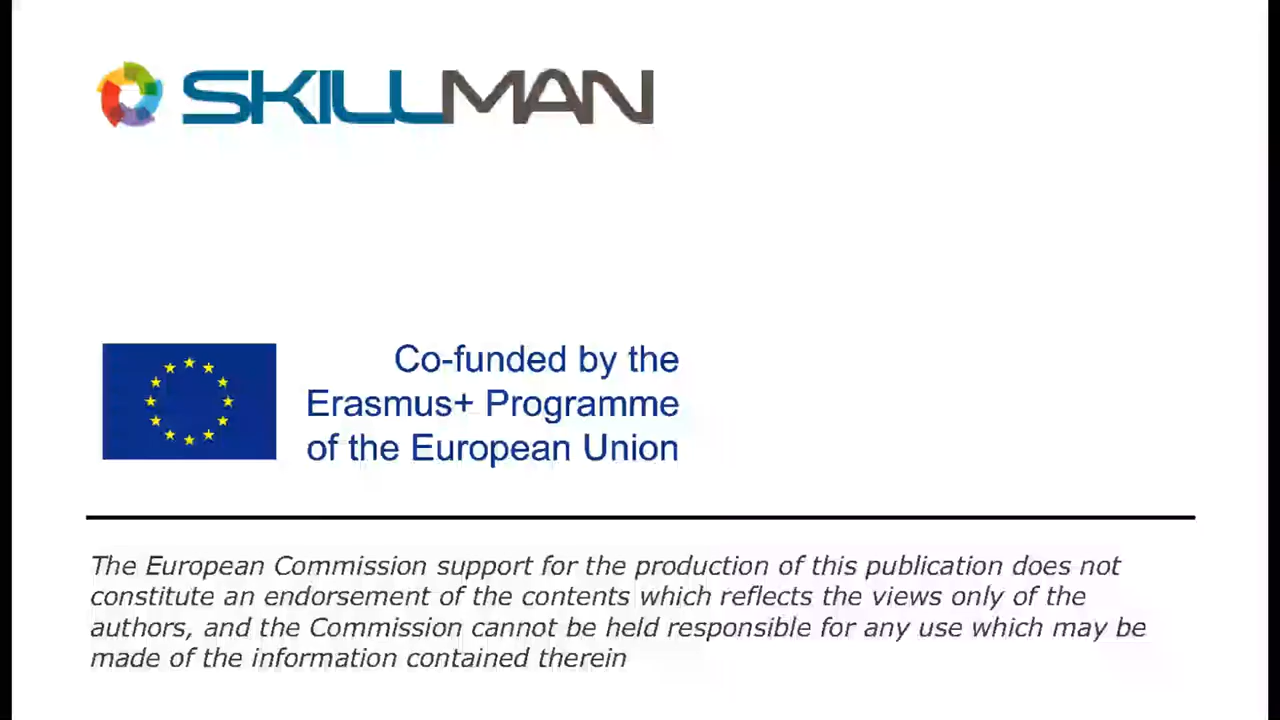 SKILLMAN
Co-funded by the
Erasmus+ Programme
of the European Union
The European Commission support for the production of this publication does not
constitute an endorsement of the contents which reflects the views only of the
authors, and the Commission cannot be held responsible for any use which may be
made of the information contained therein